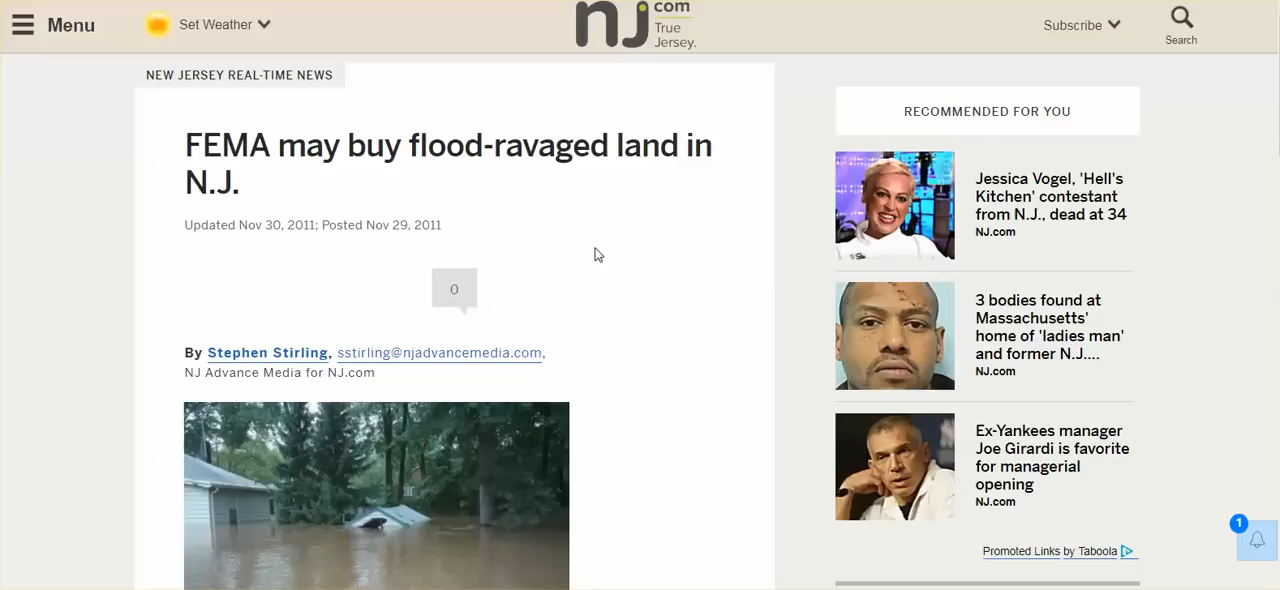 Menu
Set Weather
nj.com
True
Jersey.
Subscribe
Search
NEW JERSEY REAL-TIME NEWS
FEMA may buy flood-ravaged land in
N.J.
Updated Nov 30, 2011; Posted Nov 29, 2011
0
By Stephen Stirling, sstirling@njadvancemedia.com,
NJ Advance Media for NJ.com
RECOMMENDED FOR YOU
Jessica Vogel, 'Hell's
Kitchen' contestant
from N.J., dead at 34
NJ.com
3 bodies found at
Massachusetts'
home of 'ladies man'
and former N.J....
NJ.com
Ex-Yankees manager
Joe Girardi is favorite
for managerial
opening
NJ.com
Promoted Links by Taboola
1